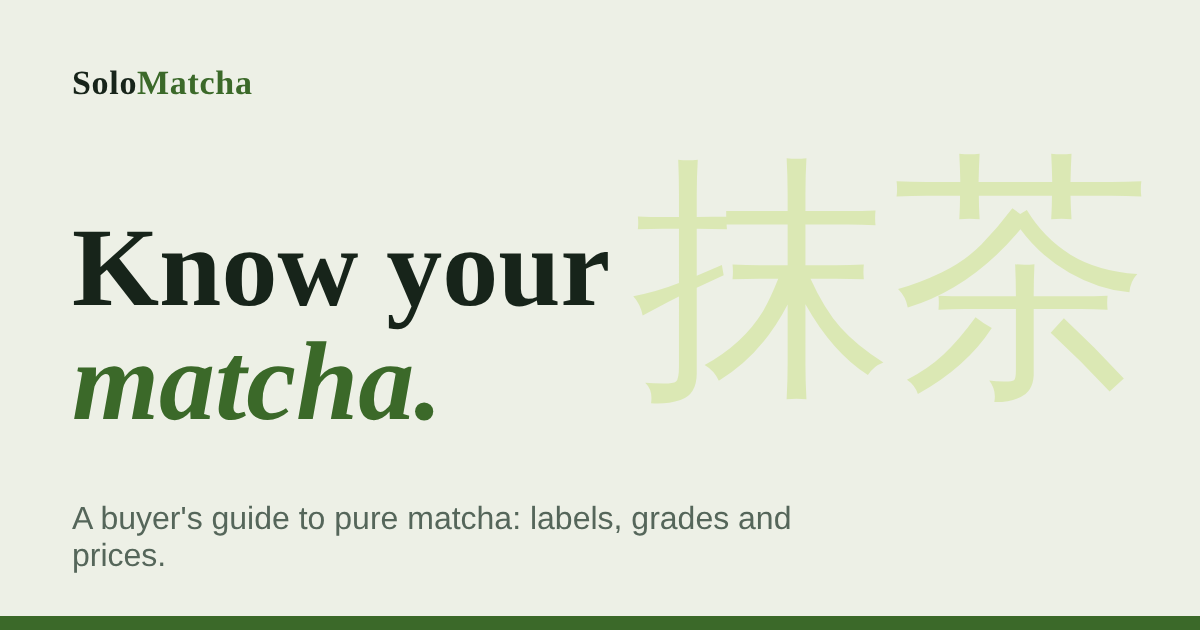 SoloMatcha
Know your
matcha.
抹茶
A buyer's guide to pure matcha: labels, grades and
prices.